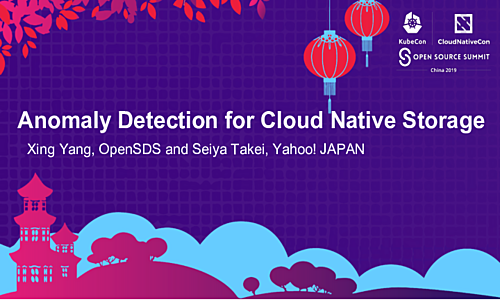 KubeCon
CloudNativeCon
OPEN SOURCE SUMMIT
China 2019
Anomaly Detection for Cloud Native Storage
Xing Yang, OpenSDS and Seiya Takei, Yahoo! JAPAN